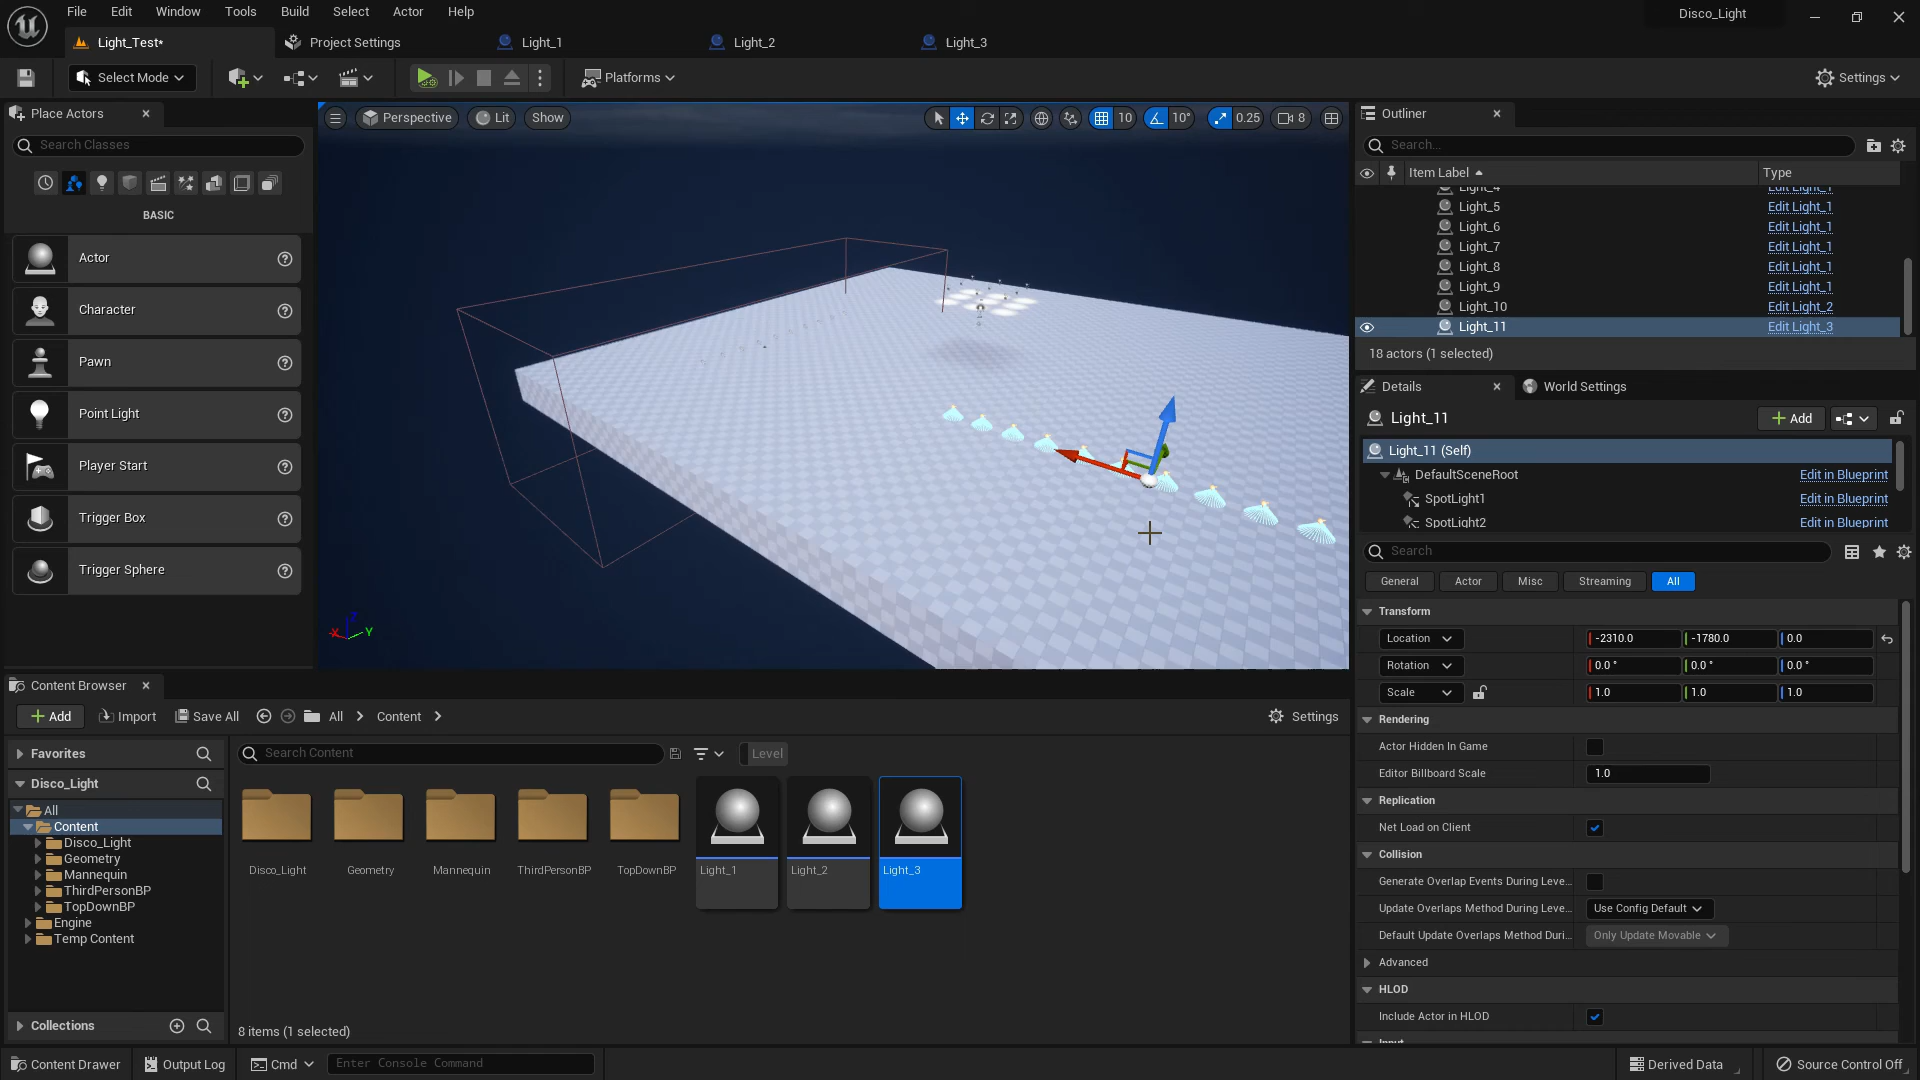 File Edit Window Tools Build Select Actor Help
Disco_Light
Light_Test* Project Settings Light_1 Light_2 Light_3
Select Mode Platforms Settings
Place Actors
Search Classes
BASIC
Actor
Character
Pawn
Point Light
Player Start
Trigger Box
Trigger Sphere
Perspective Lit Show 10 10° 0.25 8
X Y
Outliner
Search...
Item Label Type
Light_4 Edit Light_1
Light_5 Edit Light_1
Light_6 Edit Light_1
Light_7 Edit Light_1
Light_8 Edit Light_1
Light_9 Edit Light_1
Light_10 Edit Light_2
Light_11 Edit Light_3
18 actors (1 selected)
Details World Settings
Light_11 Add
Light_11 (Self)
DefaultSceneRoot Edit in Blueprint
SpotLight1 Edit in Blueprint
SpotLight2 Edit in Blueprint
Search
General Actor Misc Streaming All
Transform
Location -2310.0 -1780.0 0.0
Rotation 0.0 ° 0.0 ° 0.0 °
Scale 1.0 1.0 1.0
Rendering
Actor Hidden In Game
Editor Billboard Scale 1.0
Replication
Net Load on Client
Collision
Generate Overlap Events During Leve...
Update Overlaps Method During Leve... Use Config Default
Default Update Overlaps Method Duri... Only Update Movable
Advanced
HLOD
Include Actor in HLOD
Content Browser
Add Import Save All All Content Settings
Favorites
Disco_Light
All
Content
Disco_Light
Geometry
Mannequin
ThirdPersonBP
TopDownBP
Engine
Temp Content
Collections
Search Content Level
Disco_Light Geometry Mannequin ThirdPersonBP TopDownBP Light_1 Light_2 Light_3
8 items (1 selected)
Content Drawer Output Log Cmd Enter Console Command Derived Data Source Control Off